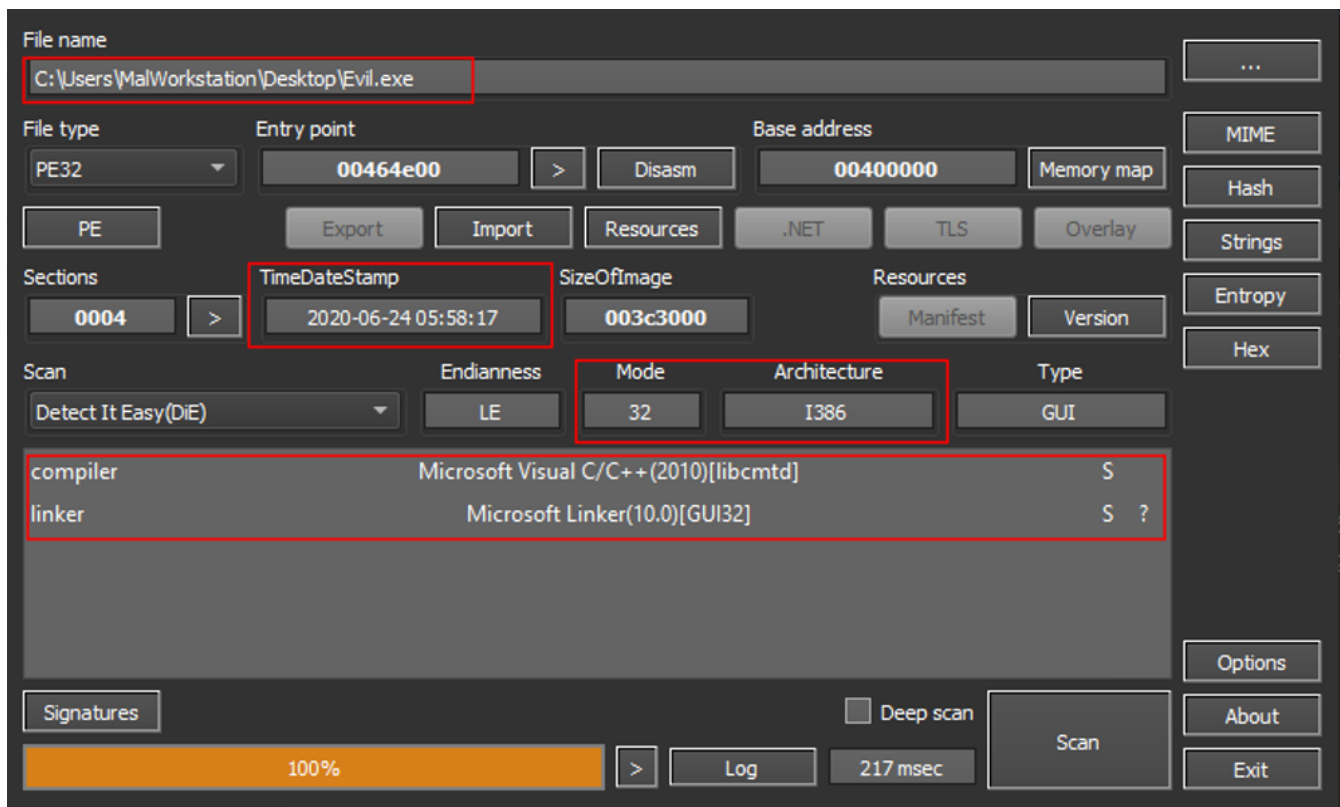 File name
C:\Users\MalWorkstation\Desktop\Evil.exe
...
File type Entry point Base address
PE32 00464e00 > Disasm 00400000 Memory map MIME
Hash
PE Export Import Resources .NET TLS Overlay
Strings
Sections TimeDateStamp SizeOfImage Resources
0004 > 2020-06-24 05:58:17 003c3000 Manifest Version
Entropy
Hex
Scan Endianness Mode Architecture Type
Detect It Easy(DiE) LE 32 I386 GUI
compiler Microsoft Visual C/C++(2010)[libcmtd] S
linker Microsoft Linker(10.0)[GUI32] S ?
Options
Signatures Deep scan Scan About
100% > Log 217 msec Exit